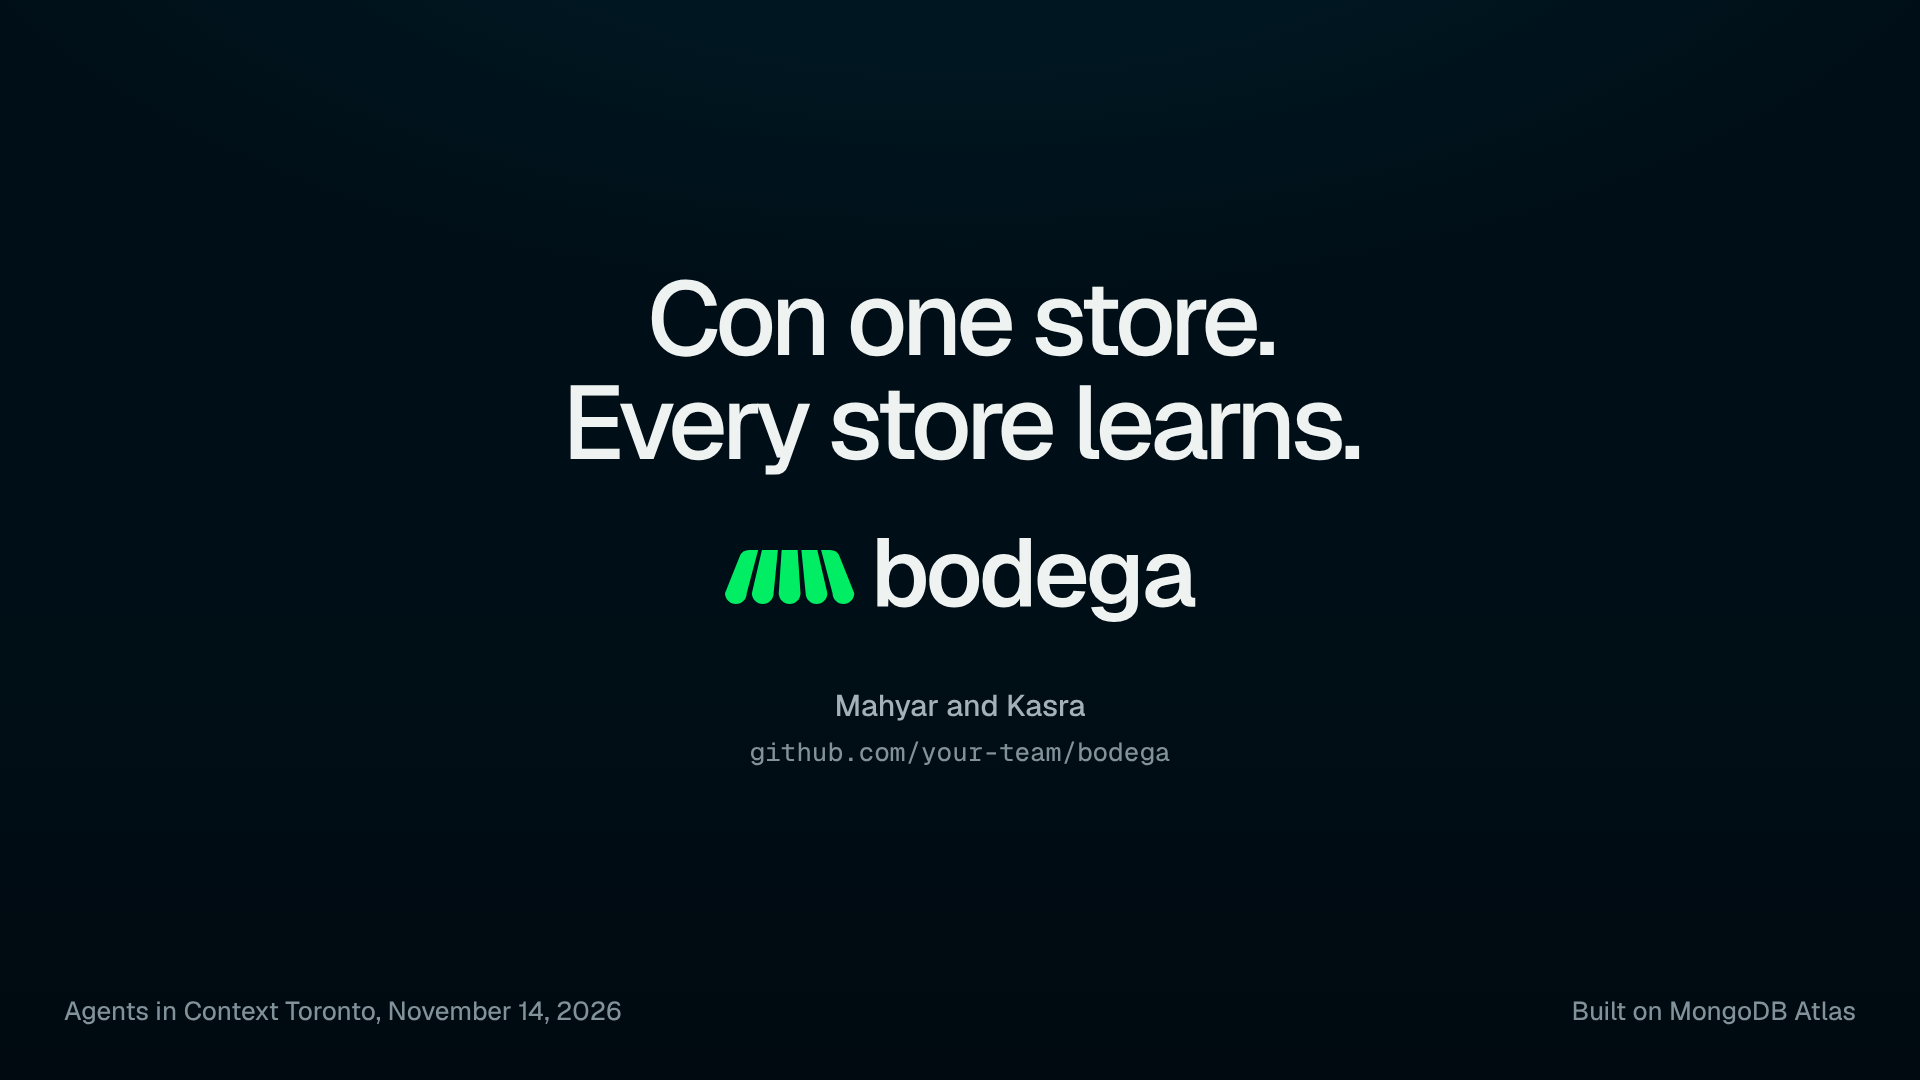 Con one store.
Every store learns.
bodega
Mahyar and Kasra
github.com/your-team/bodega
Agents in Context Toronto, November 14, 2026
Built on MongoDB Atlas